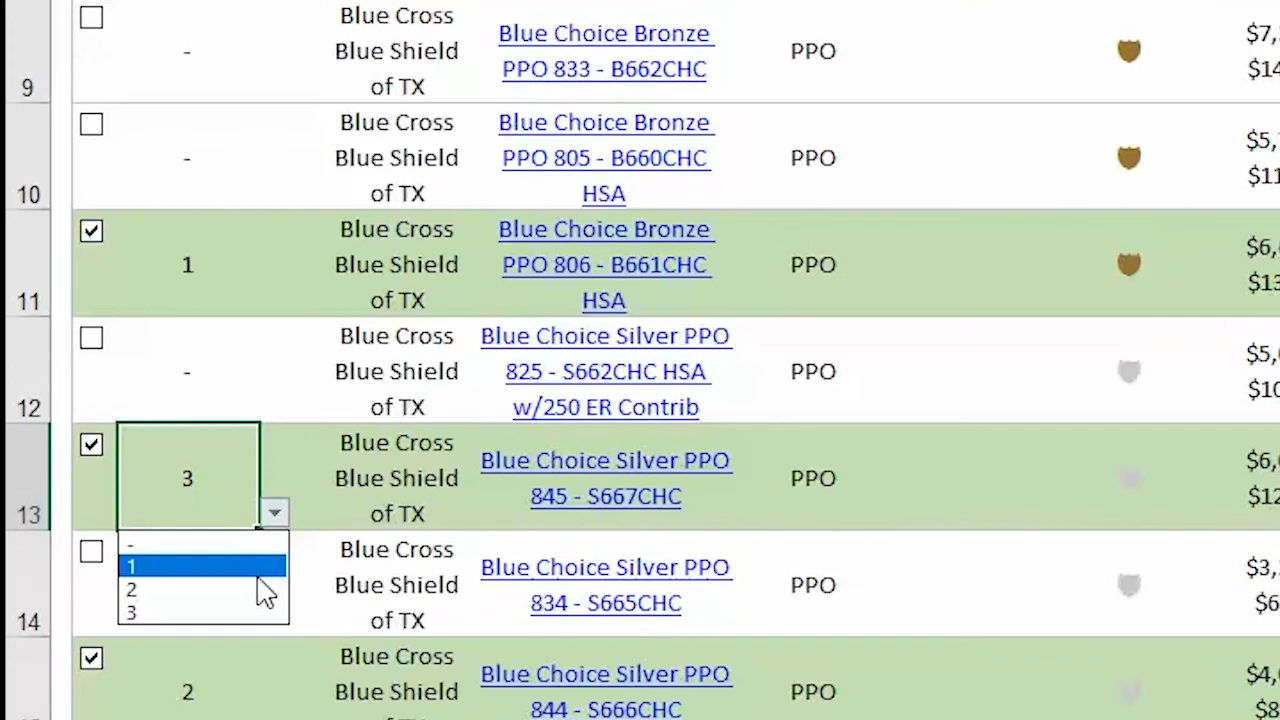 9
-
Blue Cross
Blue Shield
of TX
Blue Choice Bronze
PPO 833 - B662CHC
PPO
10
-
Blue Cross
Blue Shield
of TX
Blue Choice Bronze
PPO 805 - B660CHC
HSA
PPO
11
1
Blue Cross
Blue Shield
of TX
Blue Choice Bronze
PPO 806 - B661CHC
HSA
PPO
12
-
Blue Cross
Blue Shield
of TX
Blue Choice Silver PPO
825 - S662CHC HSA
w/250 ER Contrib
PPO
13
3
Blue Cross
Blue Shield
of TX
Blue Choice Silver PPO
845 - S667CHC
PPO
-
1
2
3
14
Blue Cross
Blue Shield
of TX
Blue Choice Silver PPO
834 - S665CHC
PPO
2
Blue Cross
Blue Shield
Blue Choice Silver PPO
844 - S666CHC
PPO